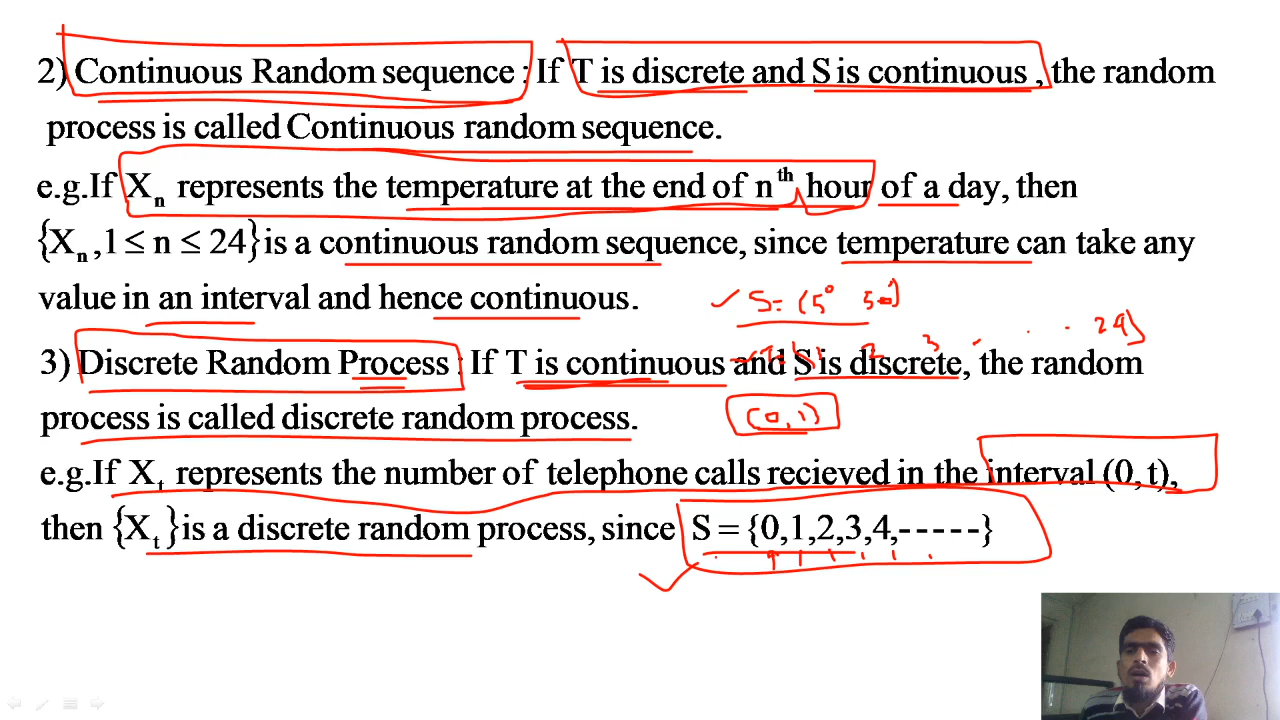 2) Continuous Random sequence : If T is discrete and S is continuous , the random
process is called Continuous random sequence.
e.g.If Xₙ represents the temperature at the end of nᵗʰ hour of a day, then
{Xₙ ,1 ≤ n ≤ 24} is a continuous random sequence, since temperature can take any
value in an interval and hence continuous.
S= (5° 50°)
1 2 3 - . . 24}
3) Discrete Random Process : If T is continuous and S is discrete, the random
process is called discrete random process.
(0,1)
e.g.If Xₜ represents the number of telephone calls recieved in the interval (0, t),
then {Xₜ} is a discrete random process, since S = {0,1,2,3,4,-----}